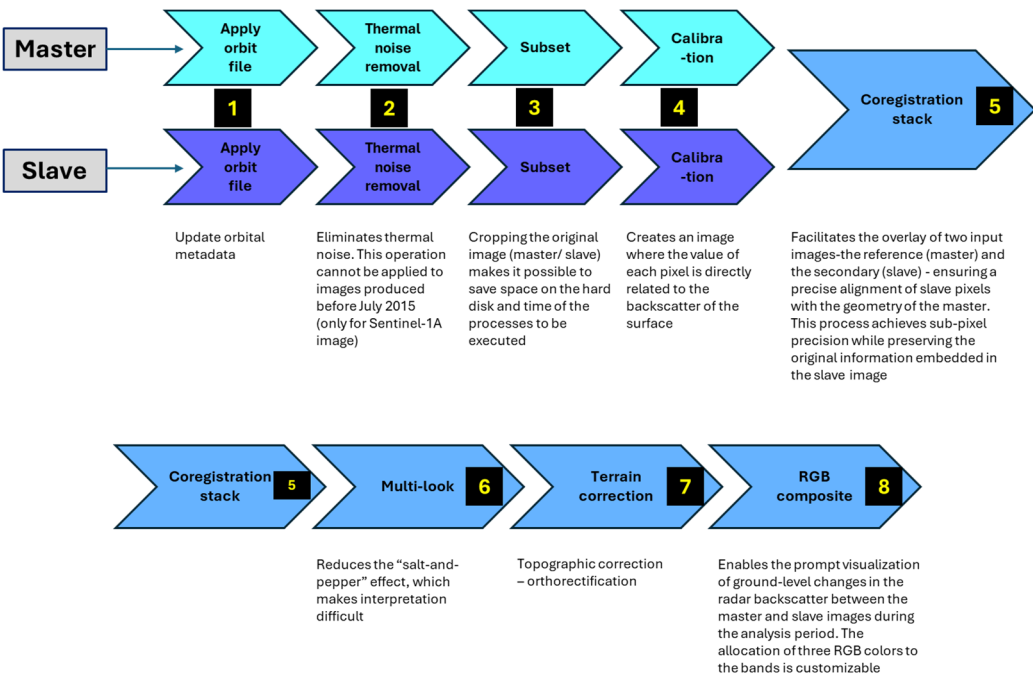 Master
Apply
orbit
file
Thermal
noise
removal
Subset
Calibra
-tion
1
2
3
4
Coregistration
stack
5
Slave
Apply
orbit
file
Thermal
noise
removal
Subset
Calibra
-tion
Update orbital
metadata
Eliminates thermal
noise. This operation
cannot be applied to
images produced
before July 2015
(only for Sentinel-1A
image)
Cropping the original
image (master/ slave)
makes it possible to
save space on the hard
disk and time of the
processes to be
executed
Creates an image
where the value of
each pixel is directly
related to the
backscatter of the
surface
Facilitates the overlay of two input
images-the reference (master) and
the secondary (slave) - ensuring a
precise alignment of slave pixels
with the geometry of the master.
This process achieves sub-pixel
precision while preserving the
original information embedded in
the slave image
Coregistration
stack
5
Multi-look
6
Terrain
correction
7
RGB
composite
8
Reduces the “salt-and-
pepper” effect, which
makes interpretation
difficult
Topographic correction
– orthorectification
Enables the prompt visualization
of ground-level changes in the
radar backscatter between the
master and slave images during
the analysis period. The
allocation of three RGB colors to
the bands is customizable